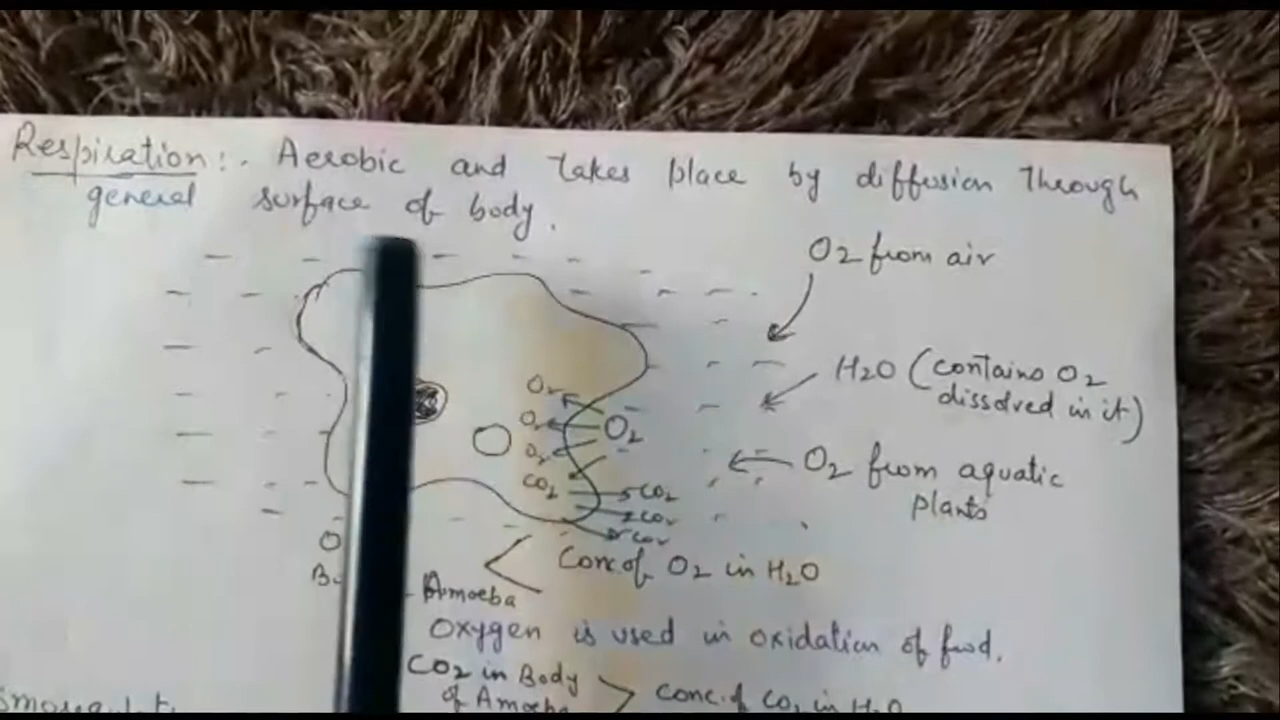 Respiration:. Aerobic and takes place by diffusion through
general surface of body.
O2 from air
H2O (contains O2
dissolved in it)
O2 O2
O2
O2
CO2 CO2
CO2
CO2
O2 from aquatic
plants
Amoeba < Conc. of O2 in H2O
Oxygen is used in oxidation of food.
CO2 in Body
of Amoeba > Conc. of CO2 in H2O